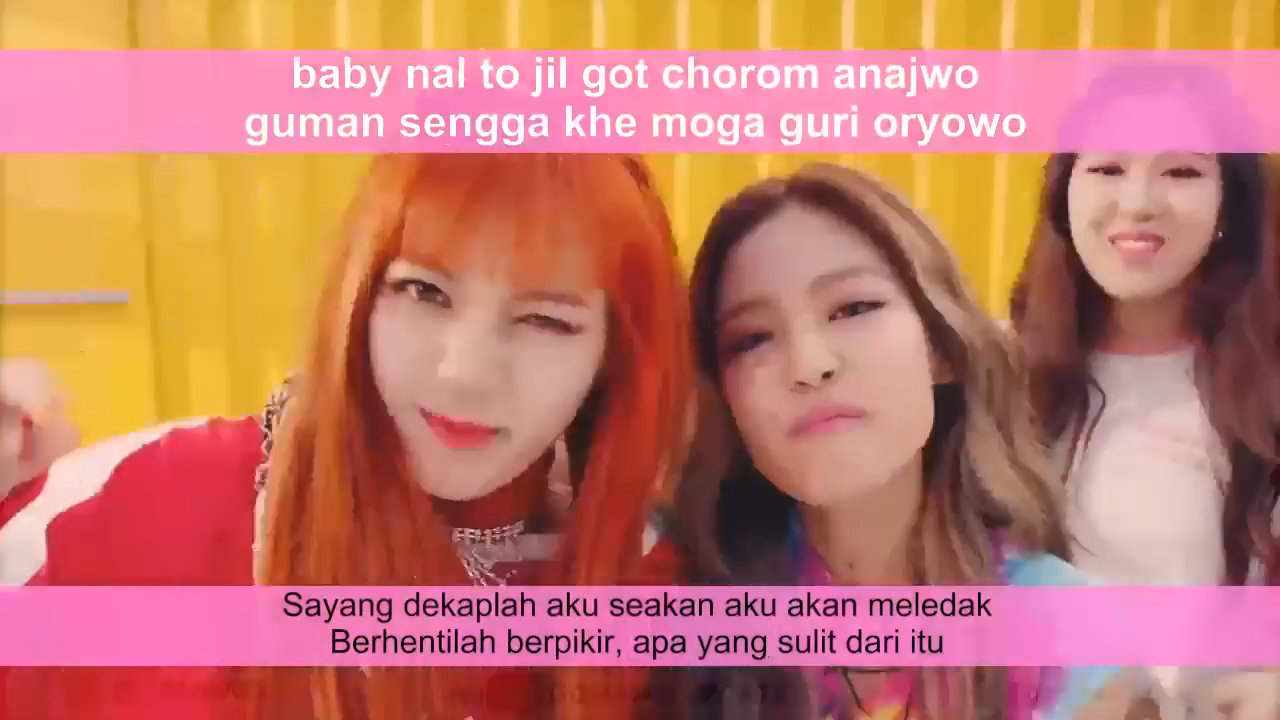 baby nal to jil got chorom anajwo
guman sengga khe moga guri oryowo
Sayang dekaplah aku seakan aku akan meledak
Berhentilah berpikir, apa yang sulit dari itu